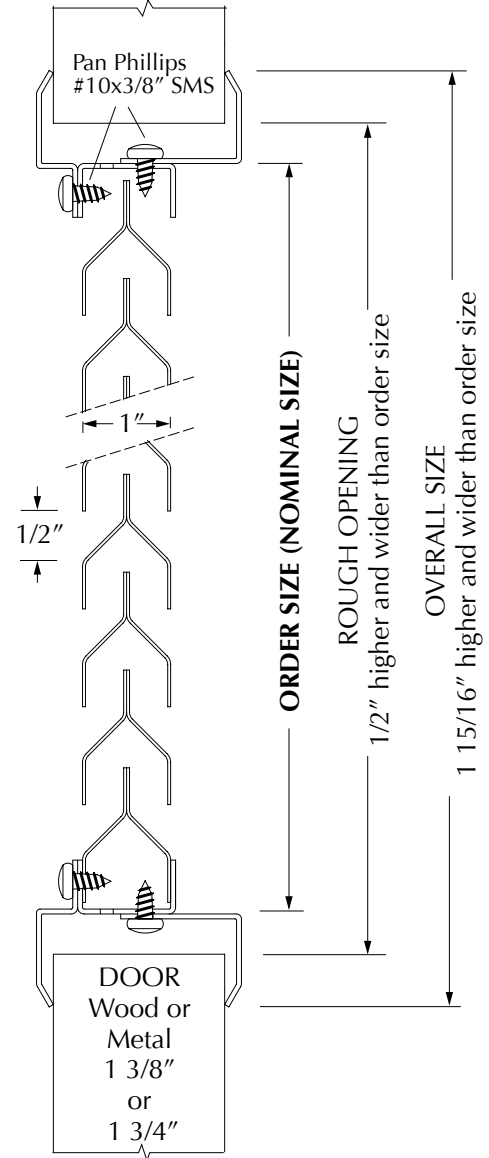 Pan Phillips
#10x3/8" SMS
1"
1/2"
ORDER SIZE (NOMINAL SIZE)
ROUGH OPENING
1/2" higher and wider than order size
OVERALL SIZE
1 15/16" higher and wider than order size
DOOR
Wood or
Metal
1 3/8"
or
1 3/4"